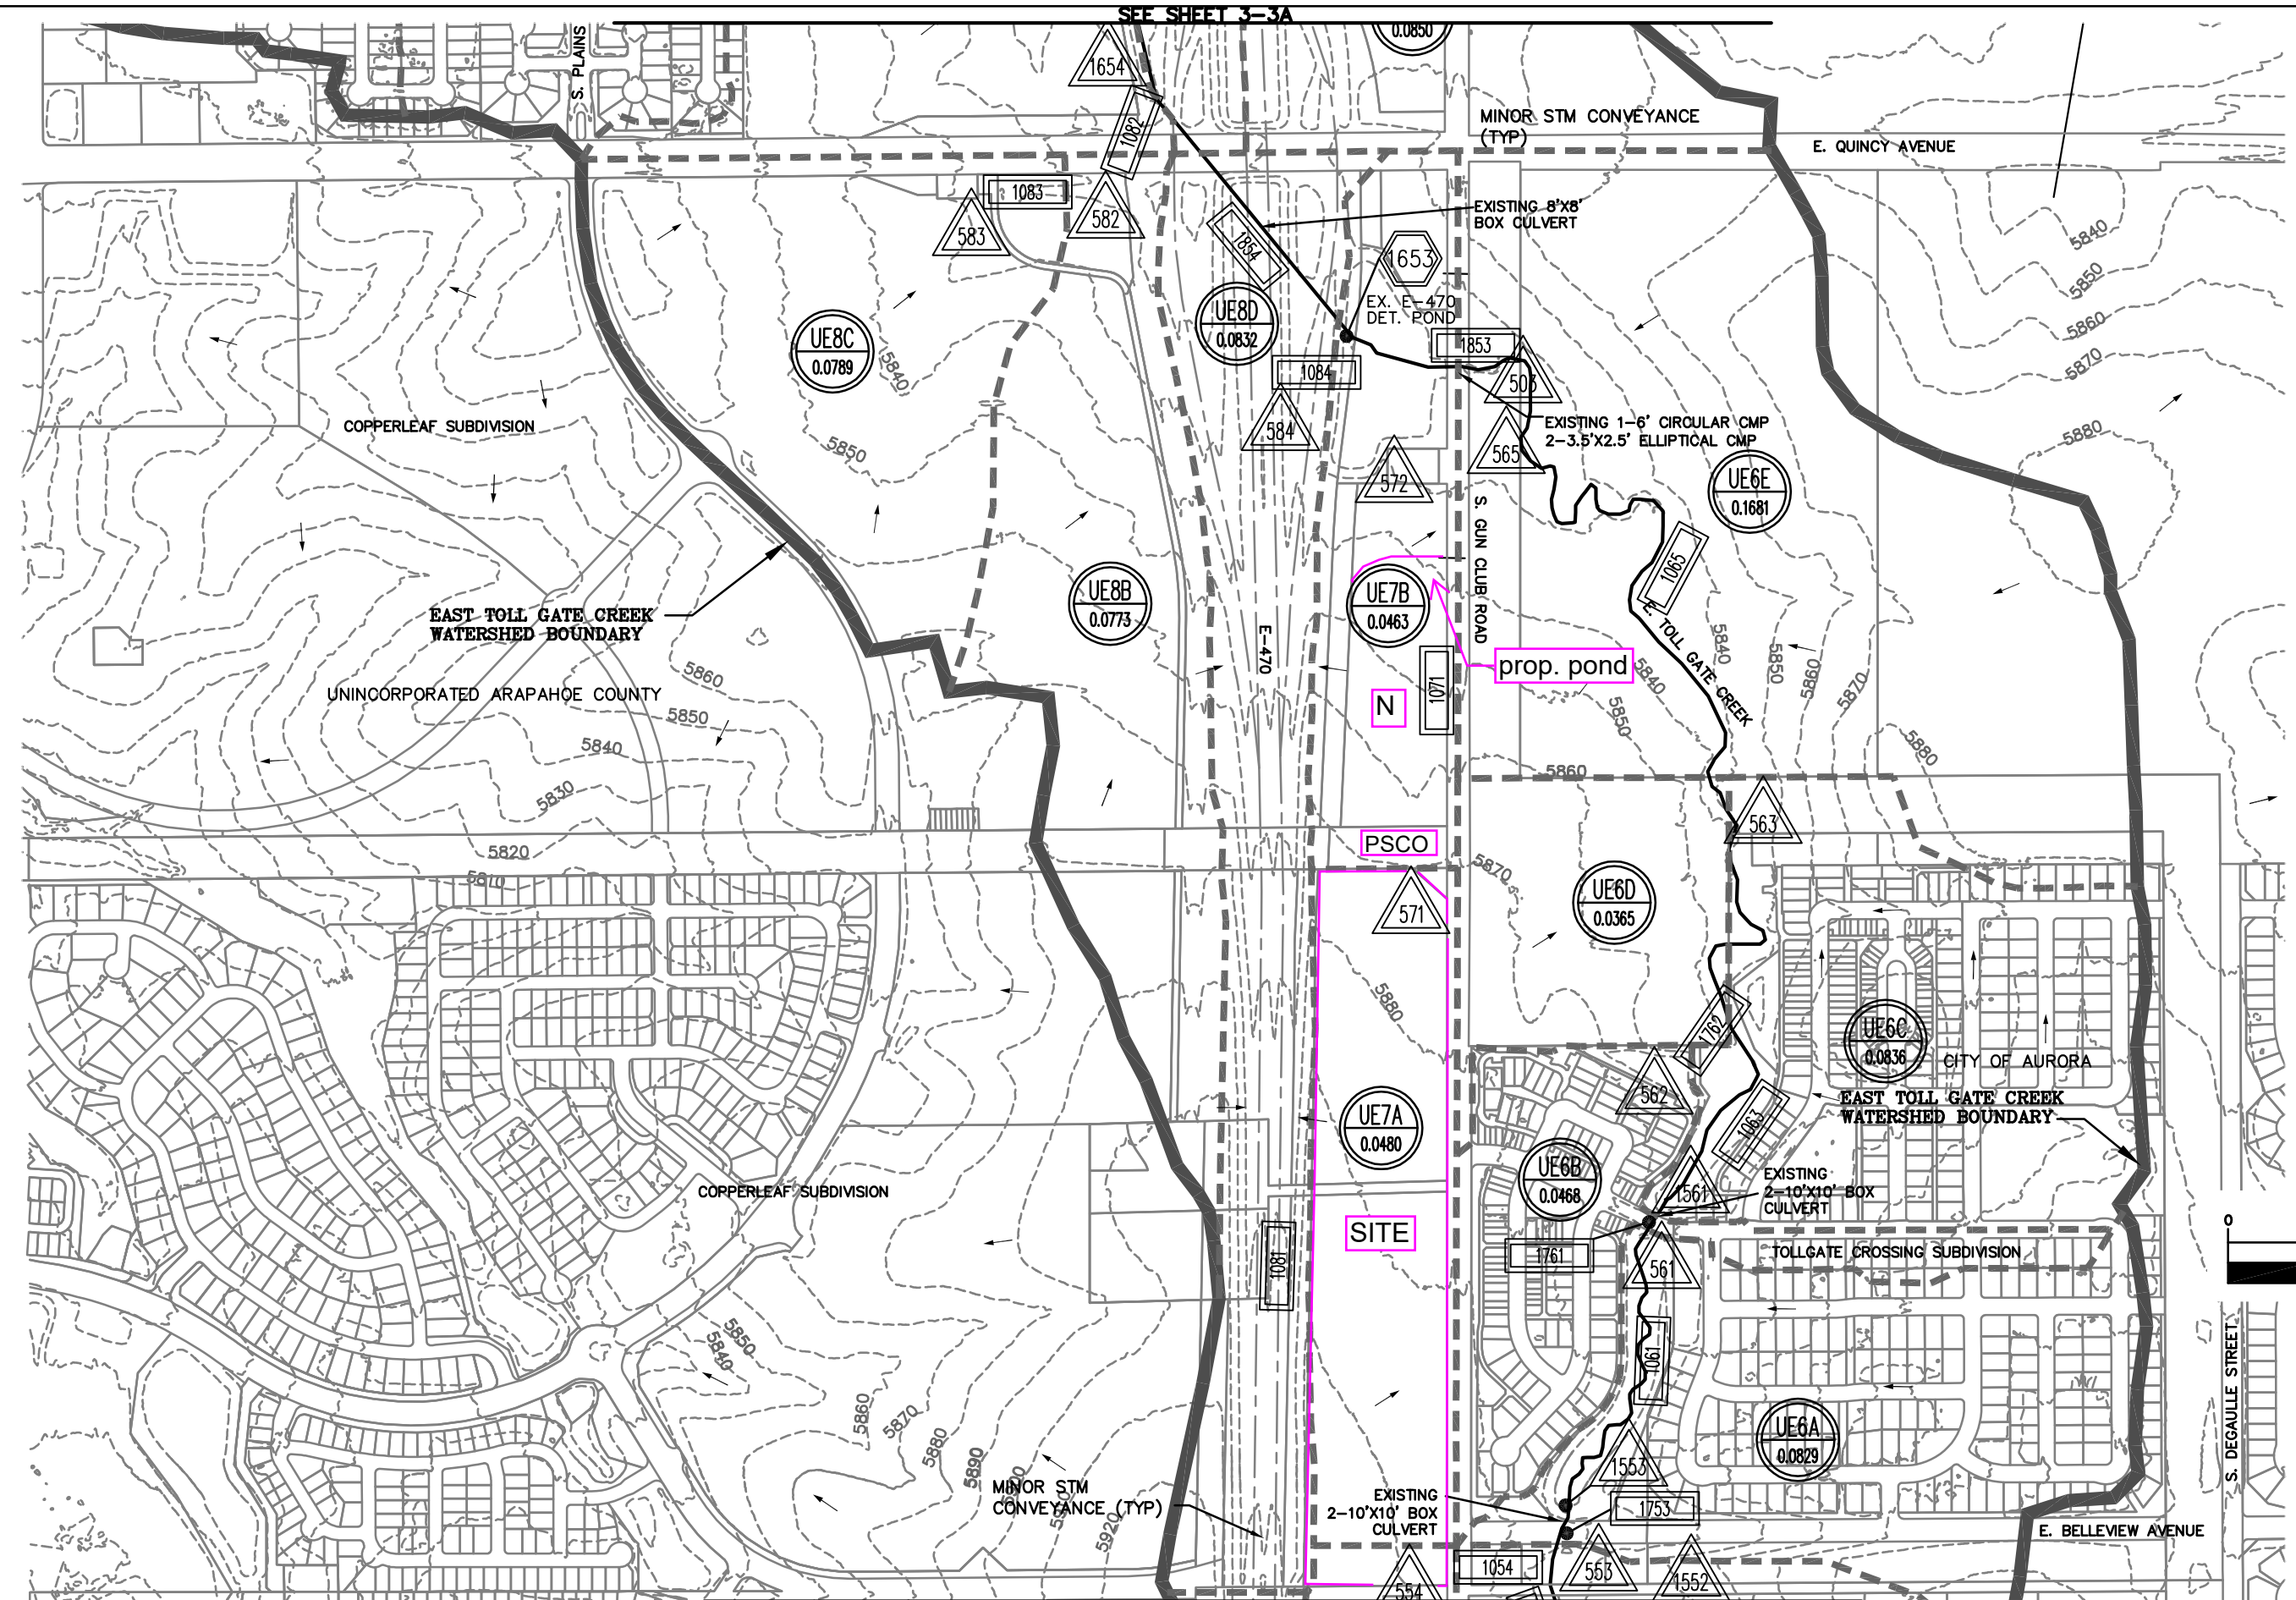 SEE SHEET 3-3A
0.0850
S. PLAINS
1654
1082
MINOR STM CONVEYANCE
(TYP)
E. QUINCY AVENUE
1083
583
582
1854
EXISTING 8'X8'
BOX CULVERT
1653
EX. E-470
DET. POND
5840
5850
5860
5870
5880
UE8C
0.0789
5840
UE8D
0.0832
1084
584
1853
503
565
572
EXISTING 1-6' CIRCULAR CMP
2-3.5'X2.5' ELLIPTICAL CMP
COPPERLEAF SUBDIVISION
5850
UE6E
0.1681
S. GUN CLUB ROAD
1065
EAST TOLL GATE CREEK
WATERSHED BOUNDARY
UE8B
0.0773
E-470
UE7B
0.0463
prop. pond
E. TOLL GATE CREEK
5840
5850
5860
5870
5840
5850
5880
UNINCORPORATED ARAPAHOE COUNTY
5860
5850
5840
5830
N
1071
5860
563
5820
5810
PSCO
571
5870
UE6D
0.0365
5880
1762
UE6C
0.0836
CITY OF AURORA
562
EAST TOLL GATE CREEK
WATERSHED BOUNDARY
UE7A
0.0480
1063
UE6B
0.0468
1561
EXISTING
2-10'X10' BOX
CULVERT
COPPERLEAF SUBDIVISION
SITE
1081
1761
561
TOLLGATE CROSSING SUBDIVISION
0
5850
5840
1061
S. DEGAULLE STREET
5860
5870
5880
5890
5920
UE6A
0.0829
1553
MINOR STM
CONVEYANCE (TYP)
EXISTING
2-10'X10' BOX
CULVERT
1753
E. BELLEVIEW AVENUE
1054
553
1552
554